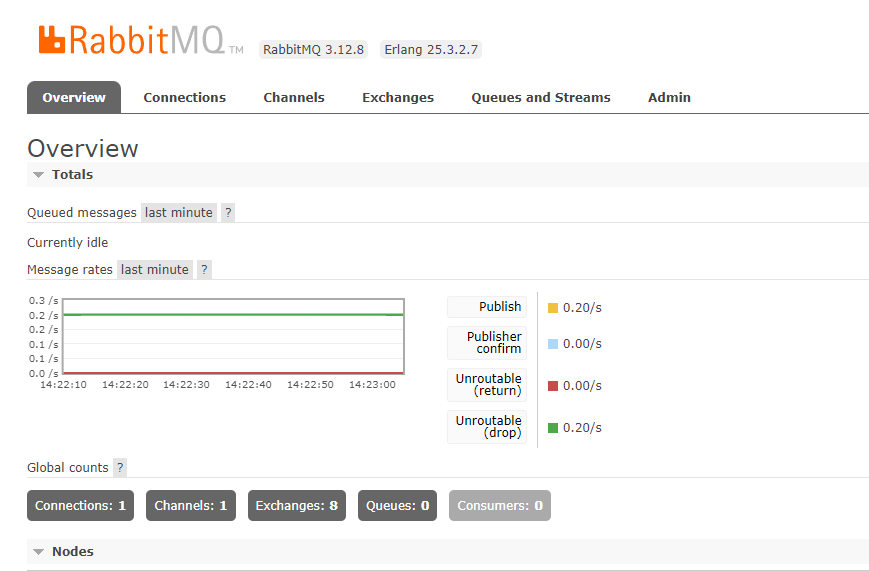 RabbitMQ TM RabbitMQ 3.12.8 Erlang 25.3.2.7
Overview Connections Channels Exchanges Queues and Streams Admin
Overview
Totals
Queued messages last minute ?
Currently idle
Message rates last minute ?
0.3 /s
0.2 /s
0.2 /s
0.1 /s
0.1 /s
0.0 /s
14:22:10 14:22:20 14:22:30 14:22:40 14:22:50 14:23:00
Publish 0.20/s
Publisher
confirm 0.00/s
Unroutable
(return) 0.00/s
Unroutable
(drop) 0.20/s
Global counts ?
Connections: 1 Channels: 1 Exchanges: 8 Queues: 0 Consumers: 0
Nodes